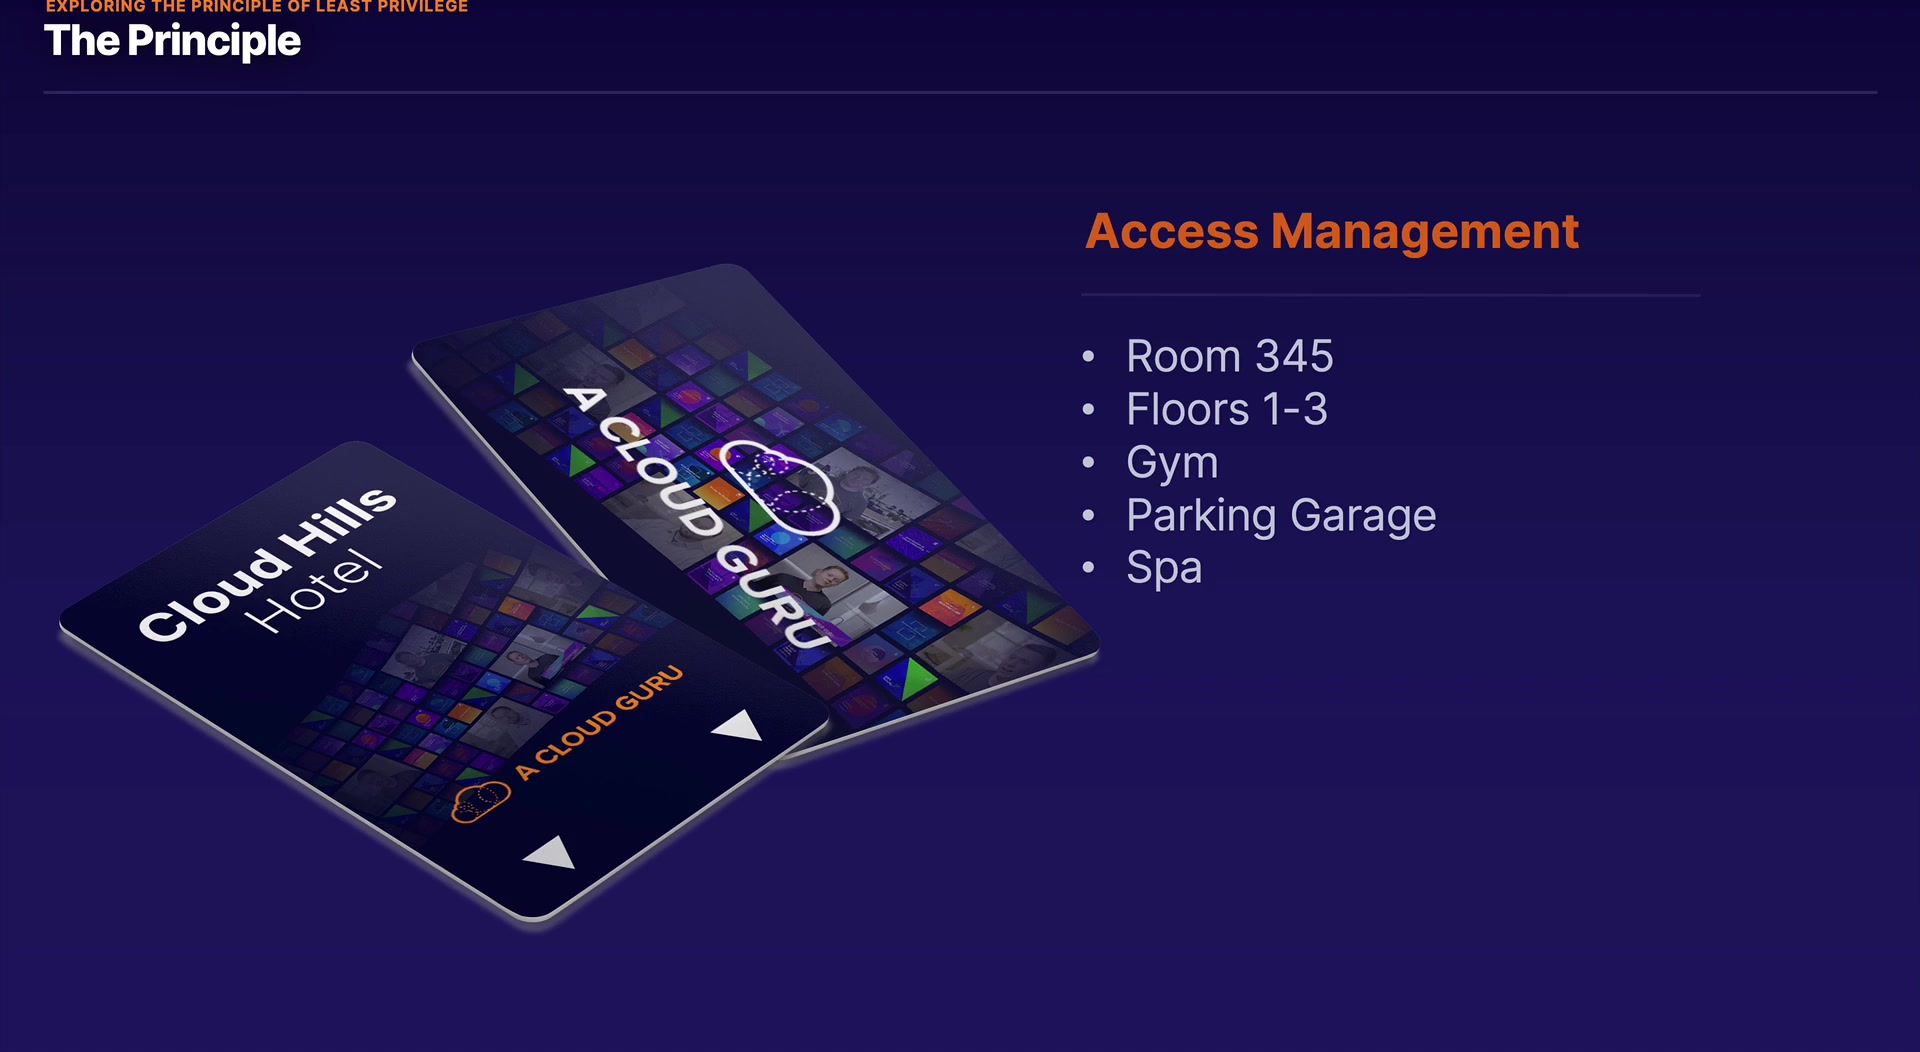 EXPLORING THE PRINCIPLE OF LEAST PRIVILEGE
The Principle
Access Management
• Room 345
• Floors 1-3
• Gym
• Parking Garage
• Spa
A CLOUD GURU
Cloud Hills
Hotel
A CLOUD GURU